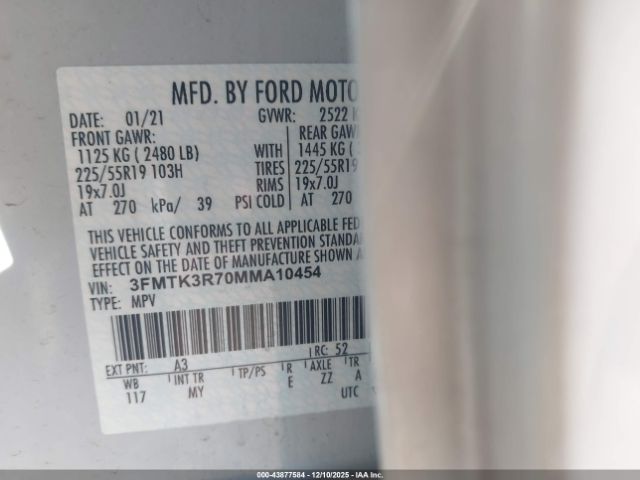 MFD. BY FORD MOTO
DATE: 01/21 GVWR: 2522 K
FRONT GAWR: REAR GAW
1125 KG ( 2480 LB) WITH 1445 KG (
225/55R19 103H TIRES 225/55R19
19x7.0J RIMS 19x7.0J
AT 270 kPa/ 39 PSI COLD AT 270
THIS VEHICLE CONFORMS TO ALL APPLICABLE FED
VEHICLE SAFETY AND THEFT PREVENTION STANDA
EFFECT ON THE DATE OF MANUFACTURE SHOWN A
VIN: 3FMTK3R70MMA10454
TYPE: MPV
EXT PNT: A3 RC: 52
WB INT TR TP/PS R AXLE TR
117 MY E ZZ A
UTC
000-43877584 - 12/10/2025 - IAA Inc.